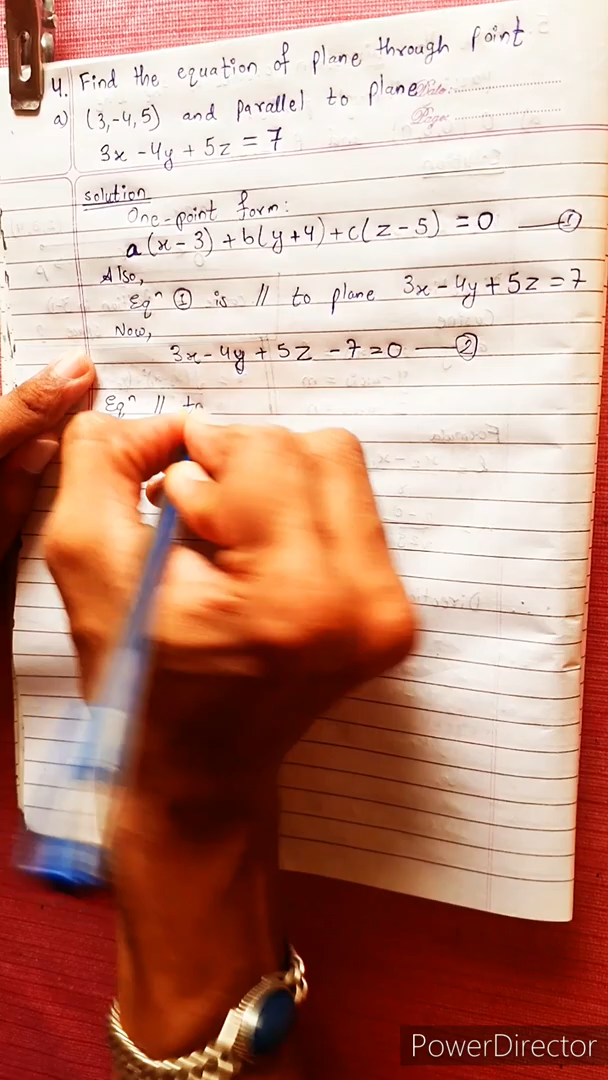 4. Find the equation of plane through point
a) (3,-4,5) and parallel to plane
Date:
Page:
3x - 4y + 5z = 7
solution
One-point form:
a(x-3) + b(y+4) + c(z-5) = 0 — ①
Also,
Eqⁿ ① is // to plane 3x - 4y + 5z = 7
Now,
3x - 4y + 5z - 7 = 0 — ②
Eqⁿ // to
PowerDirector